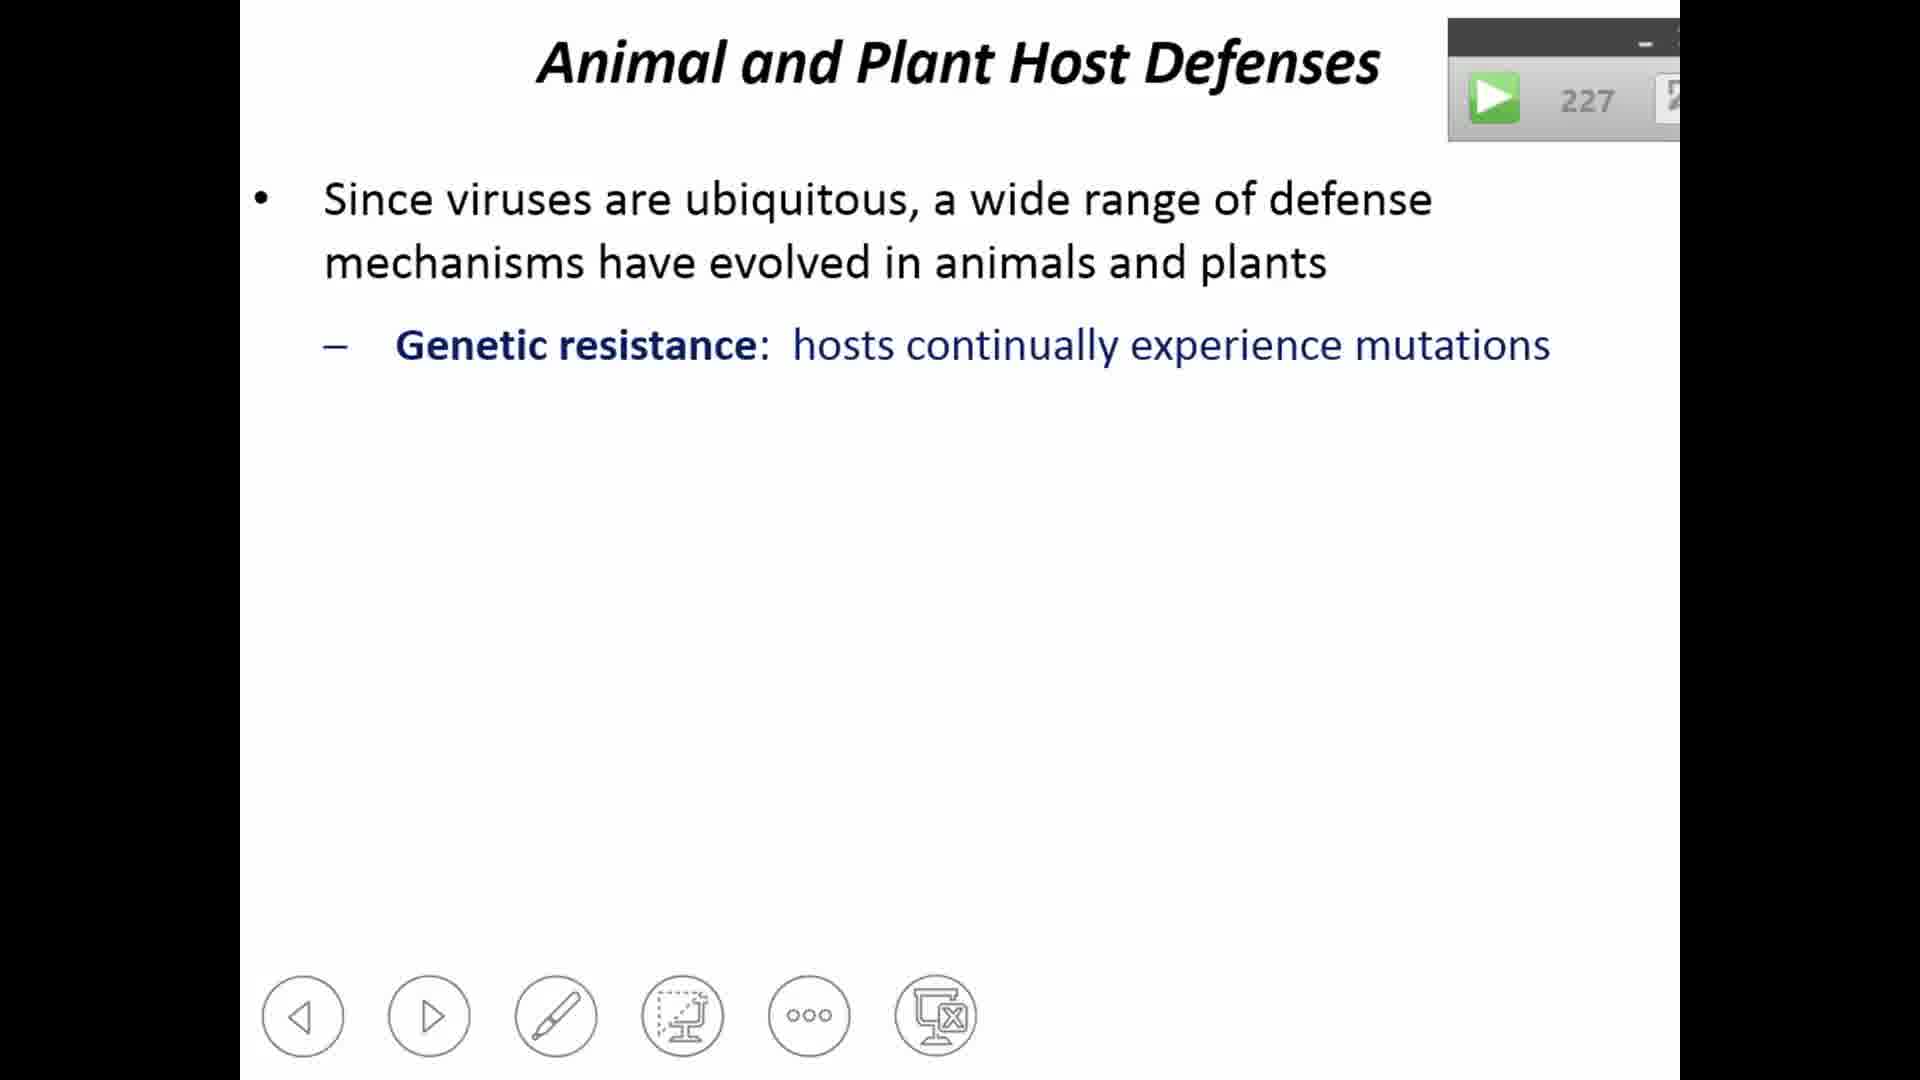 Animal and Plant Host Defenses
227
• Since viruses are ubiquitous, a wide range of defense
mechanisms have evolved in animals and plants
– Genetic resistance: hosts continually experience mutations